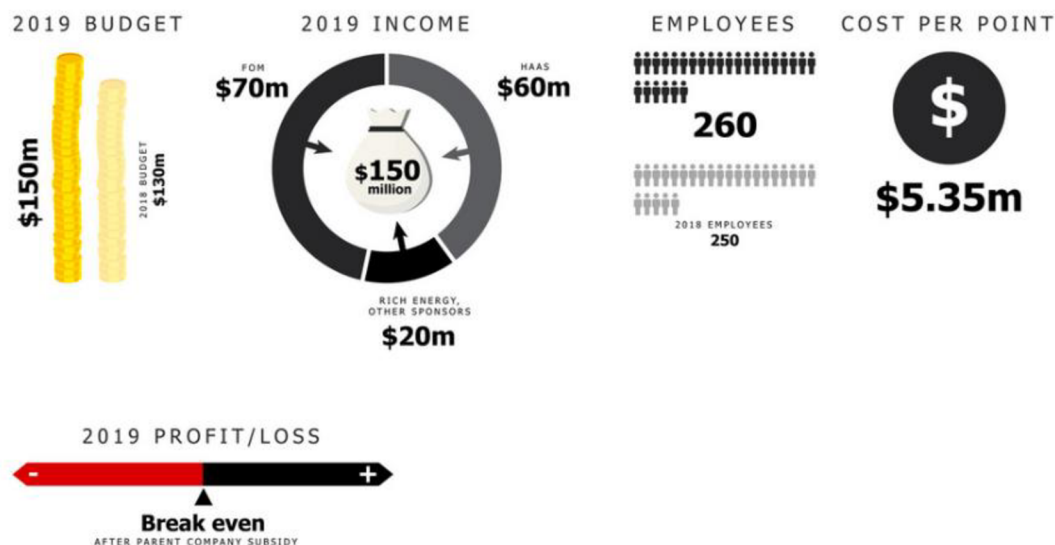 2019 BUDGET
$150m
2018 BUDGET
$130m
2019 INCOME
FOM
$70m
HAAS
$60m
$150
million
RICH ENERGY,
OTHER SPONSORS
$20m
EMPLOYEES
260
2018 EMPLOYEES
250
COST PER POINT
$
$5.35m
2019 PROFIT/LOSS
- +
Break even
AFTER PARENT COMPANY SUBSIDY